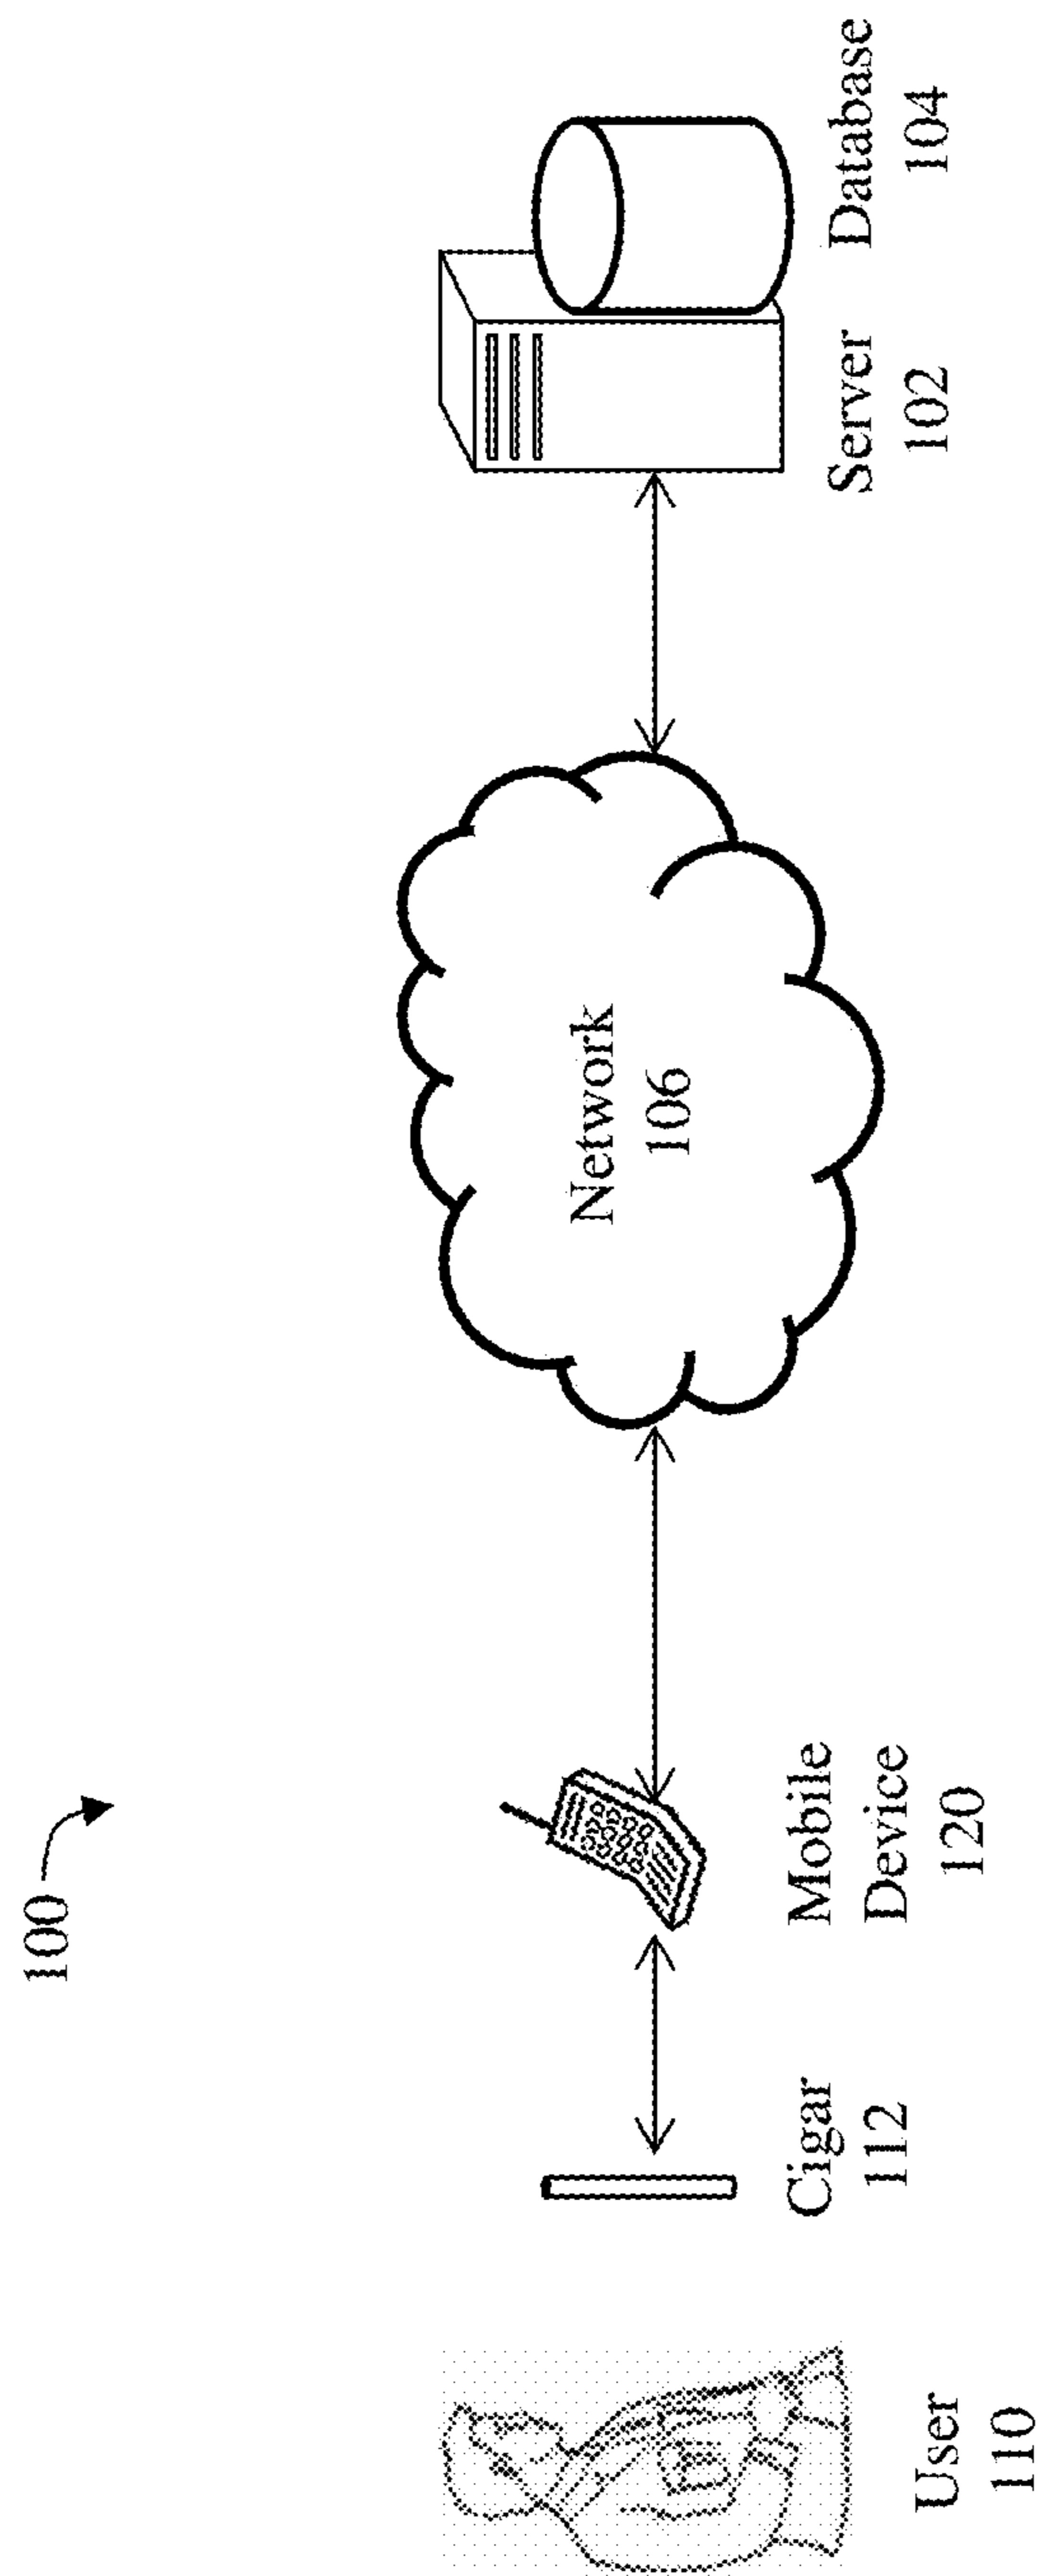 100
User
110
Cigar
112
Mobile
Device
120
Network
106
Server
102
Database
104